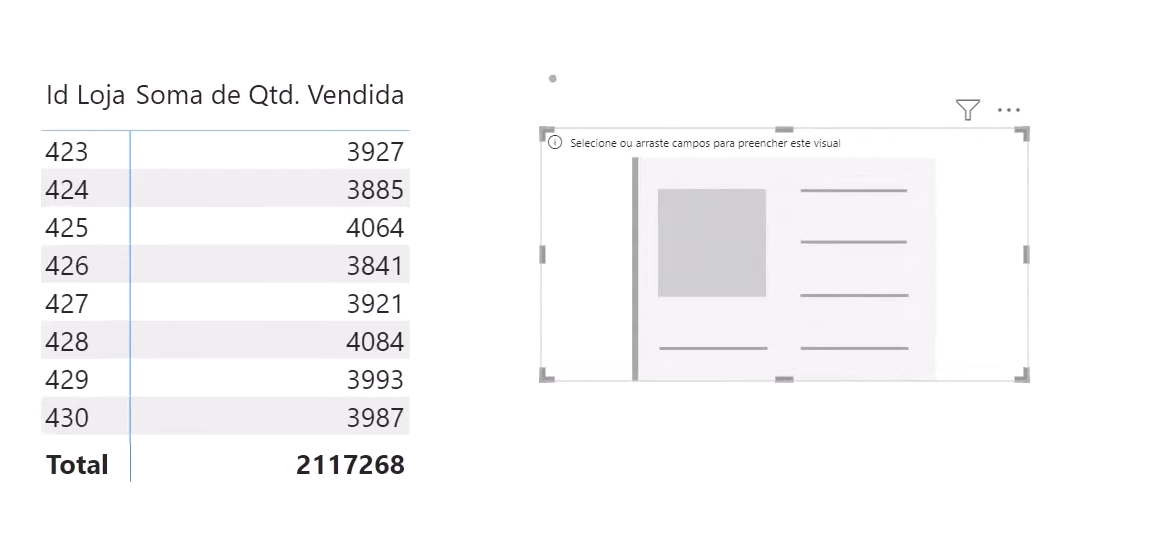 Id Loja Soma de Qtd. Vendida
423 3927
424 3885
425 4064
426 3841
427 3921
428 4084
429 3993
430 3987
Total 2117268
Selecione ou arraste campos para preencher este visual